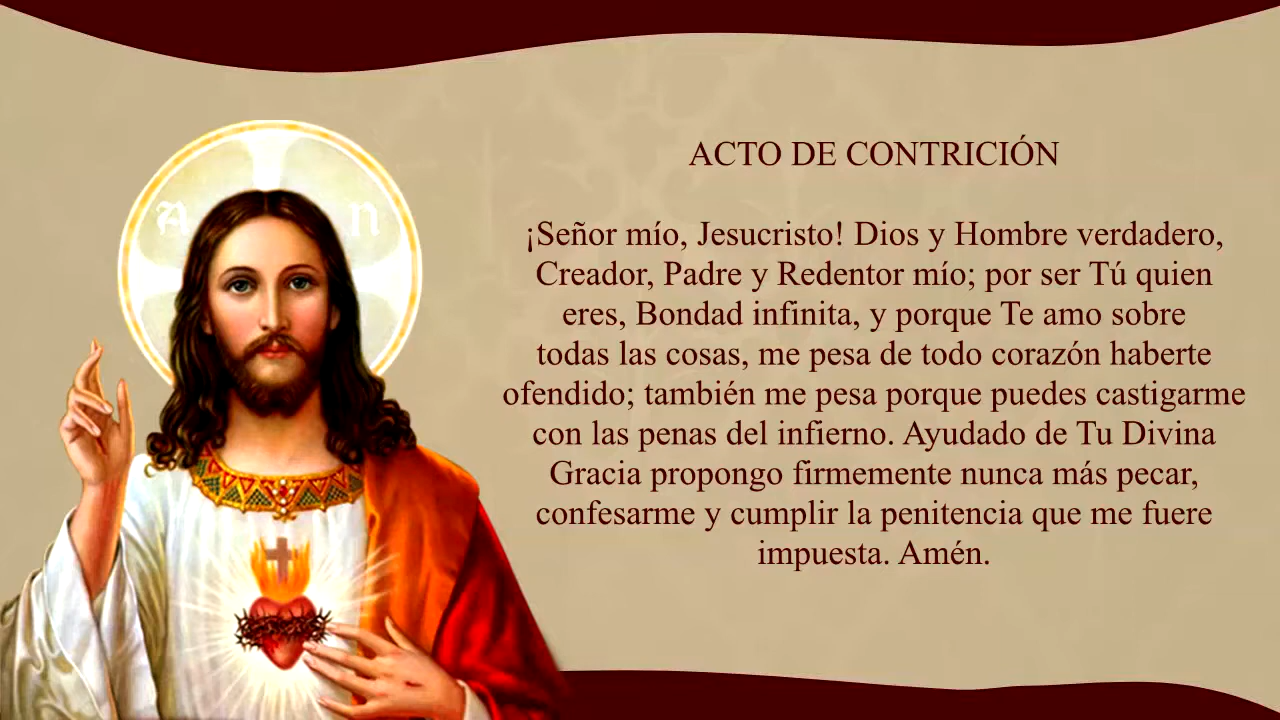 Α Ω
ACTO DE CONTRICIÓN
¡Señor mío, Jesucristo! Dios y Hombre verdadero,
Creador, Padre y Redentor mío; por ser Tú quien
eres, Bondad infinita, y porque Te amo sobre
todas las cosas, me pesa de todo corazón haberte
ofendido; también me pesa porque puedes castigarme
con las penas del infierno. Ayudado de Tu Divina
Gracia propongo firmemente nunca más pecar,
confesarme y cumplir la penitencia que me fuere
impuesta. Amén.